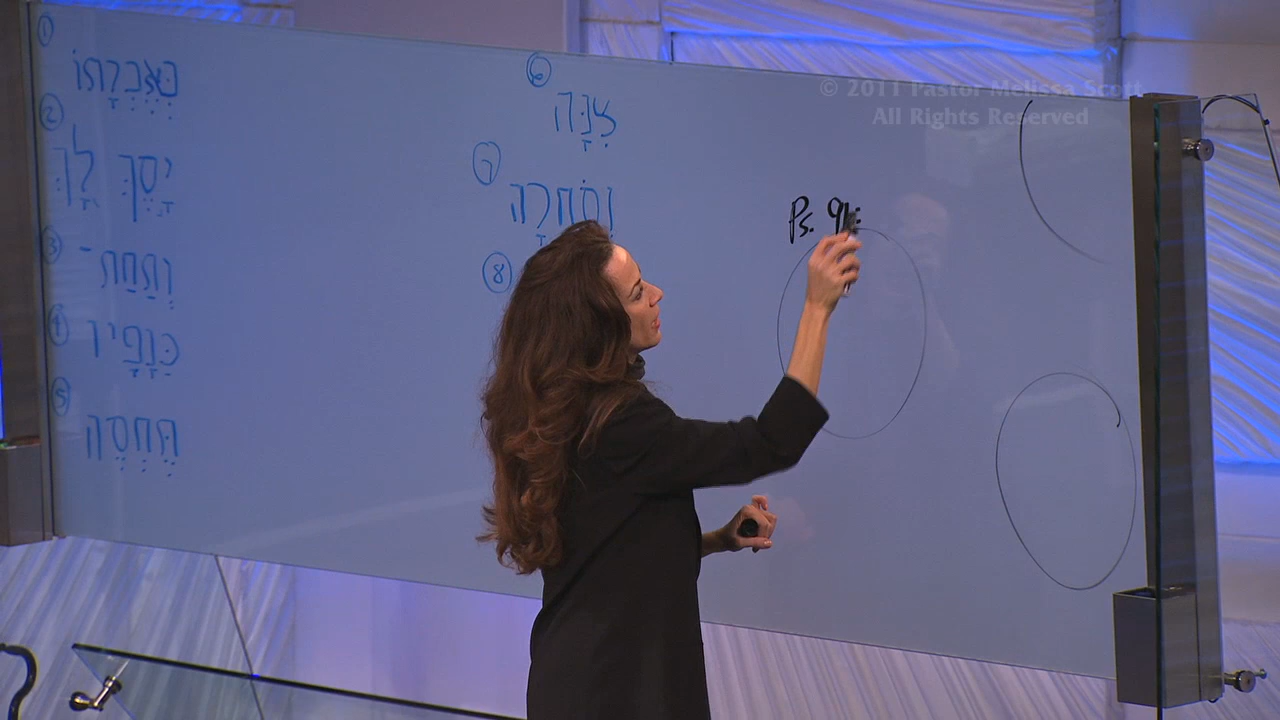 ①
בְּאֶבְרָתוֹ
②
יָסֶךְ לָךְ
③
וְתַחַת־
④
כְּנָפָיו
⑤
תֶּחְסֶה
⑥
צִנָּה
⑦
וְסֹחֵרָה
⑧
Ps. 91:
© 2011 Pastor Melissa Scott
All Rights Reserved